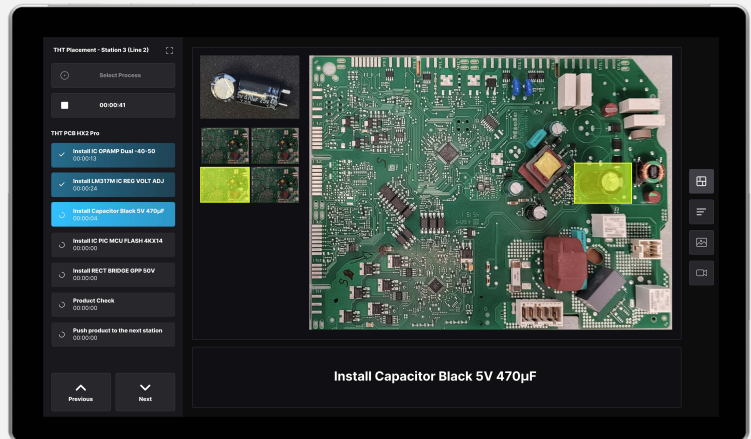 THT Placement - Station 3 (Line 2)
Select Process
00:00:41
THT PCB HX2 Pro
Install IC OPAMP Dual -40-50
00:00:13
Install LM317M IC REG VOLT ADJ
00:00:24
Install Capacitor Black 5V 470µF
00:00:04
Install IC PIC MCU FLASH 4KX14
00:00:00
Install RECT BRIDGE GPP 50V
00:00:00
Product Check
00:00:00
Push product to the next station
00:00:00
Previous
Next
Install Capacitor Black 5V 470µF